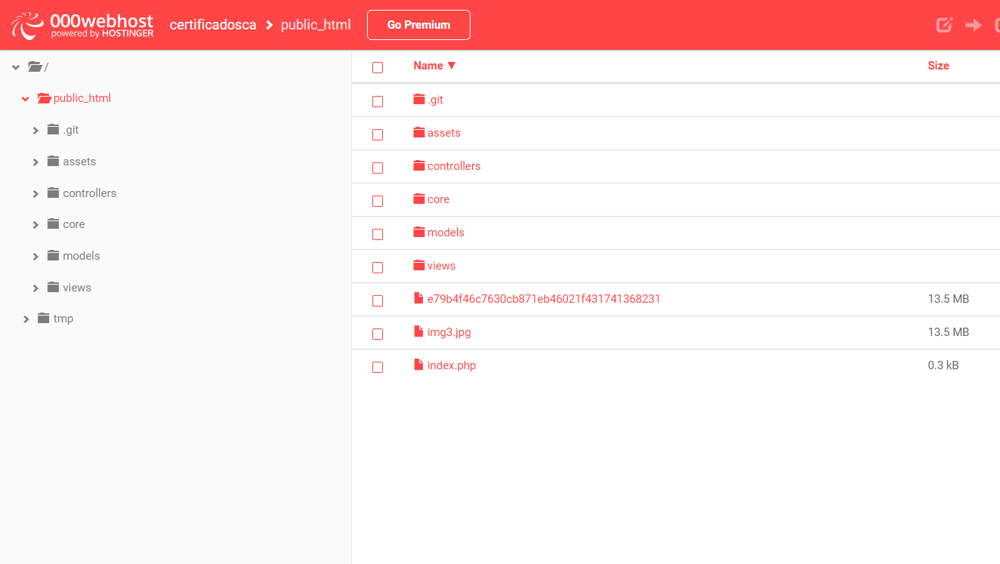 000webhost
powered by HOSTINGER
certificadosca
public_html
Go Premium
/
public_html
.git
assets
controllers
core
models
views
tmp
Name ▼
Size
.git
assets
controllers
core
models
views
e79b4f46c7630cb871eb46021f431741368231
13.5 MB
img3.jpg
13.5 MB
index.php
0.3 kB